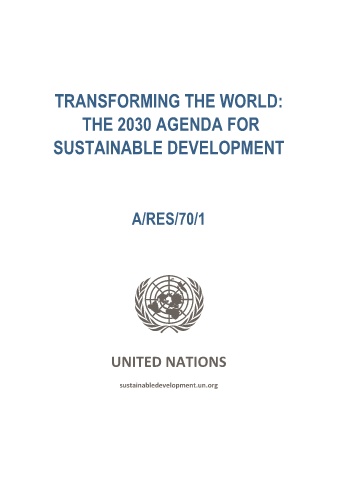 TRANSFORMING THE WORLD:
THE 2030 AGENDA FOR
SUSTAINABLE DEVELOPMENT
A/RES/70/1
UNITED NATIONS
sustainabledevelopment.un.org